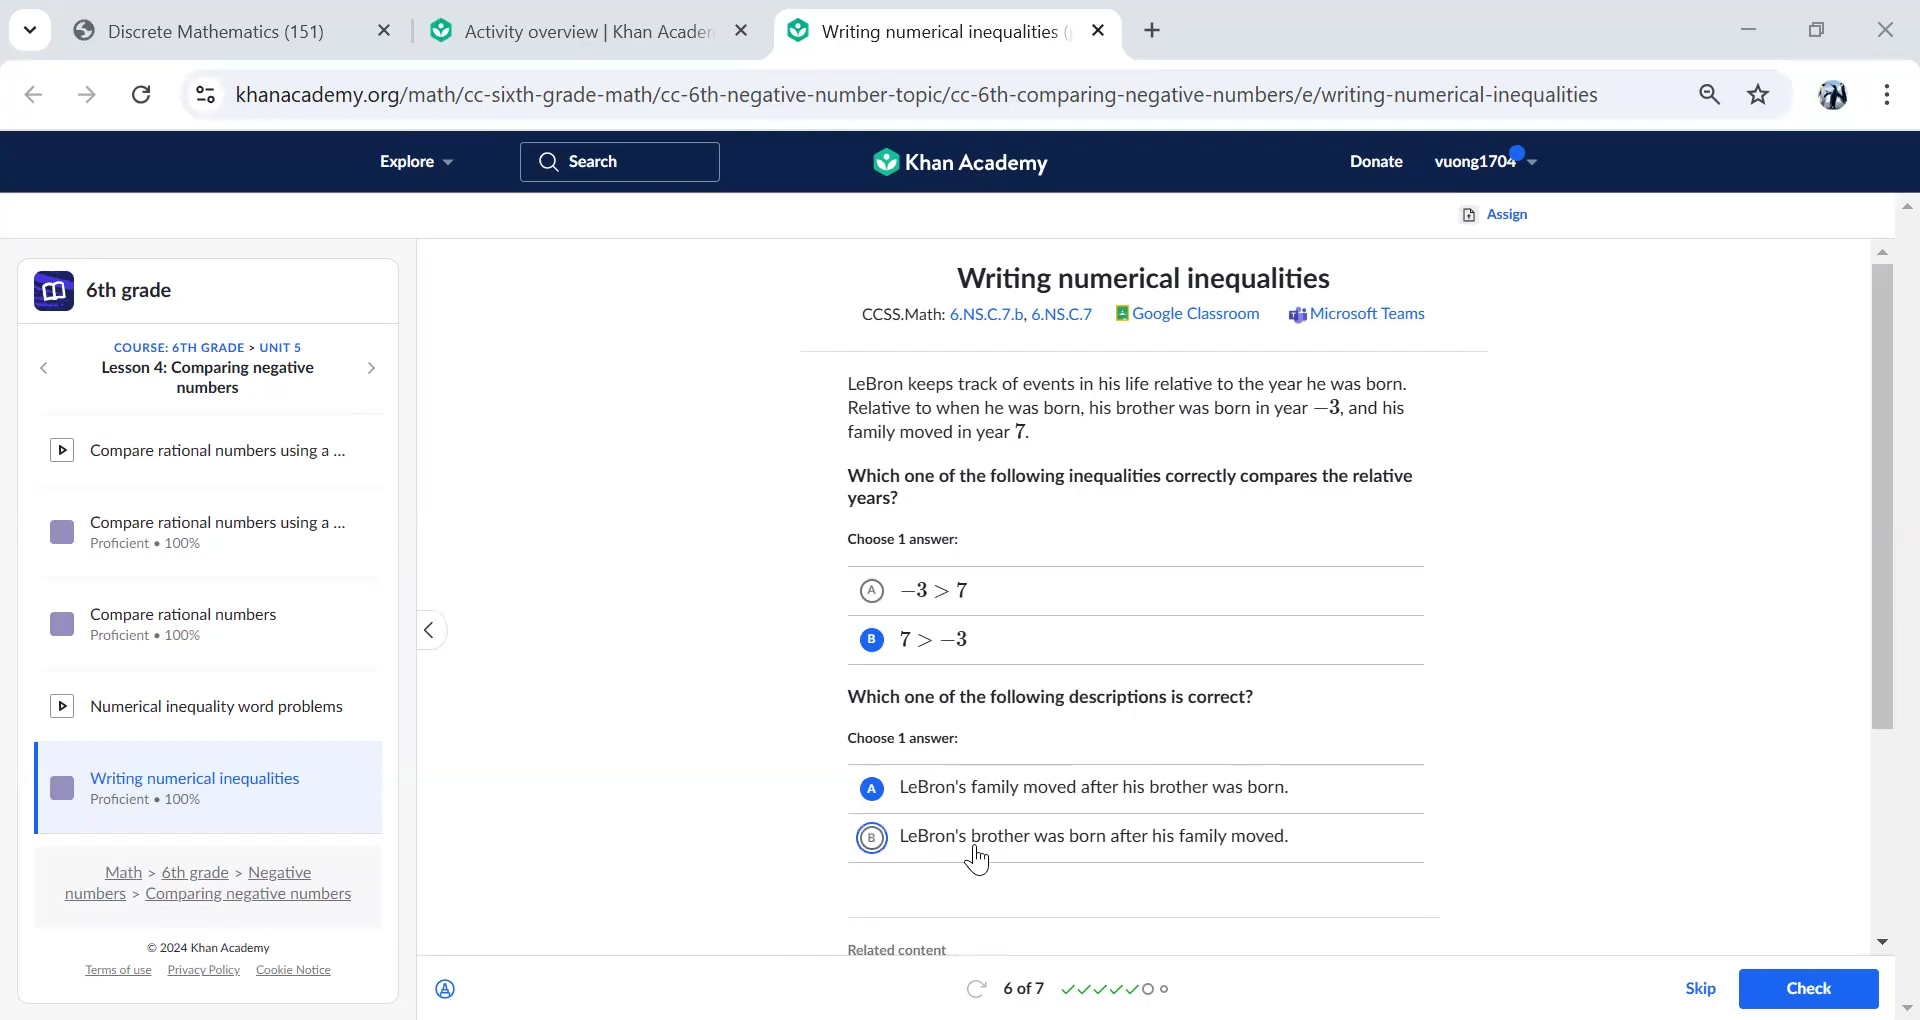 Discrete Mathematics (151)
Activity overview | Khan Academ
Writing numerical inequalities (
khanacademy.org/math/cc-sixth-grade-math/cc-6th-negative-number-topic/cc-6th-comparing-negative-numbers/e/writing-numerical-inequalities
Explore
Search
Khan Academy
Donate
vuong1704
Assign
6th grade
COURSE: 6TH GRADE > UNIT 5
Lesson 4: Comparing negative
numbers
Compare rational numbers using a ...
Compare rational numbers using a ...
Proficient • 100%
Compare rational numbers
Proficient • 100%
Numerical inequality word problems
Writing numerical inequalities
Proficient • 100%
Math > 6th grade > Negative
numbers > Comparing negative numbers
© 2024 Khan Academy
Terms of use Privacy Policy Cookie Notice
Writing numerical inequalities
CCSS.Math: 6.NS.C.7.b, 6.NS.C.7 Google Classroom Microsoft Teams
LeBron keeps track of events in his life relative to the year he was born.
Relative to when he was born, his brother was born in year −3, and his
family moved in year 7.
Which one of the following inequalities correctly compares the relative
years?
Choose 1 answer:
A −3 > 7
B 7 > −3
Which one of the following descriptions is correct?
Choose 1 answer:
A LeBron's family moved after his brother was born.
B LeBron's brother was born after his family moved.
Related content
6 of 7
Skip
Check